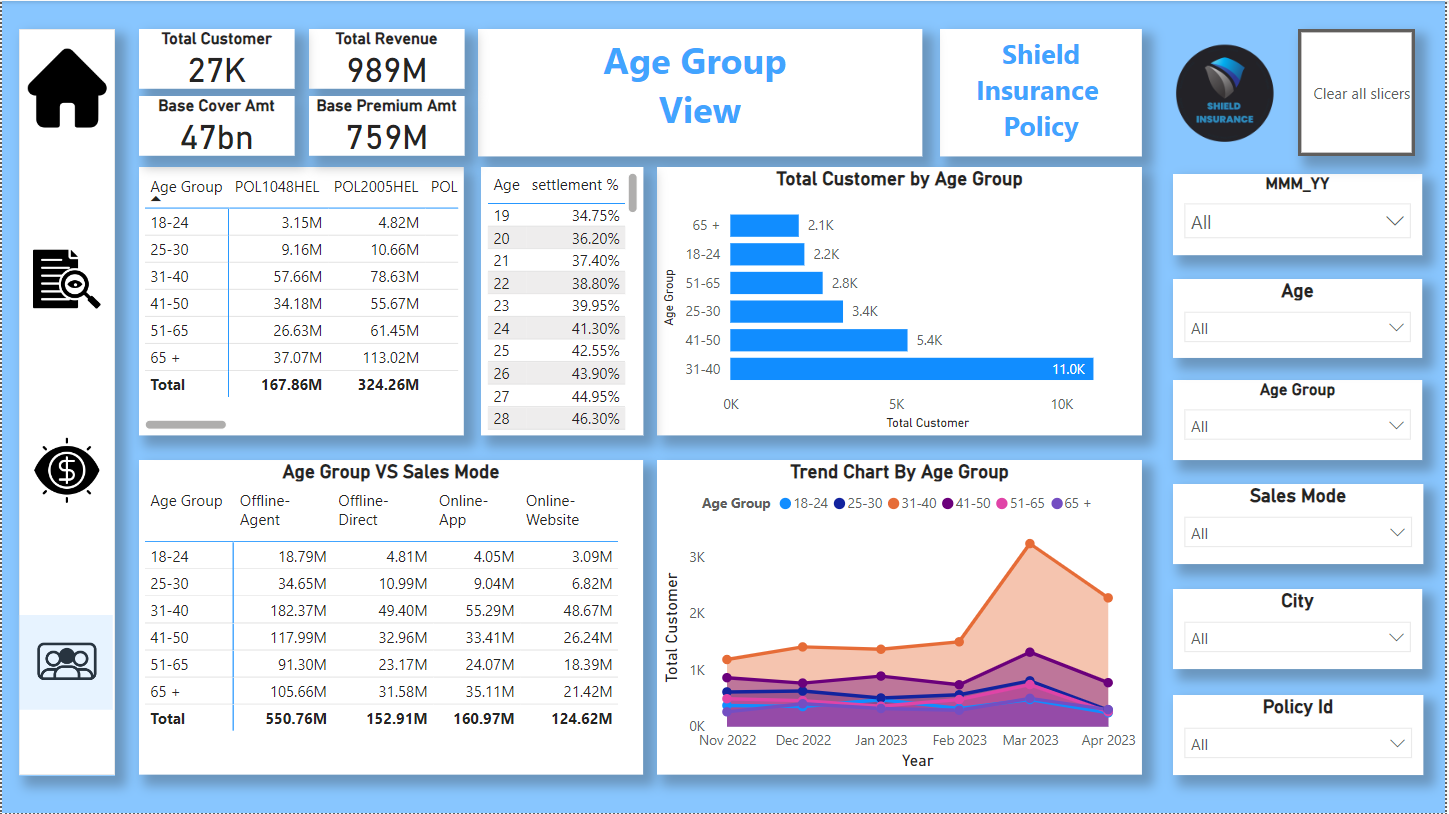 Total Customer
27K
Total Revenue
989M
Base Cover Amt
47bn
Base Premium Amt
759M
Age Group
View
Shield
Insurance
Policy
SHIELD
INSURANCE
Clear all slicers
Age Group POL1048HEL POL2005HEL POL
18-24 3.15M 4.82M
25-30 9.16M 10.66M
31-40 57.66M 78.63M
41-50 34.18M 55.67M
51-65 26.63M 61.45M
65 + 37.07M 113.02M
Total 167.86M 324.26M
Age settlement %
19 34.75%
20 36.20%
21 37.40%
22 38.80%
23 39.95%
24 41.30%
25 42.55%
26 43.90%
27 44.95%
28 46.30%
Total Customer by Age Group
Age Group
65 + 2.1K
18-24 2.2K
51-65 2.8K
25-30 3.4K
41-50 5.4K
31-40 11.0K
0K 5K 10K
Total Customer
MMM_YY
All
Age
All
Age Group
All
Sales Mode
All
City
All
Policy Id
All
Age Group VS Sales Mode
Age Group Offline- Offline- Online- Online-
Agent Direct App Website
18-24 18.79M 4.81M 4.05M 3.09M
25-30 34.65M 10.99M 9.04M 6.82M
31-40 182.37M 49.40M 55.29M 48.67M
41-50 117.99M 32.96M 33.41M 26.24M
51-65 91.30M 23.17M 24.07M 18.39M
65 + 105.66M 31.58M 35.11M 21.42M
Total 550.76M 152.91M 160.97M 124.62M
Trend Chart By Age Group
Age Group 18-24 25-30 31-40 41-50 51-65 65 +
Total Customer
3K
2K
1K
0K
Nov 2022 Dec 2022 Jan 2023 Feb 2023 Mar 2023 Apr 2023
Year